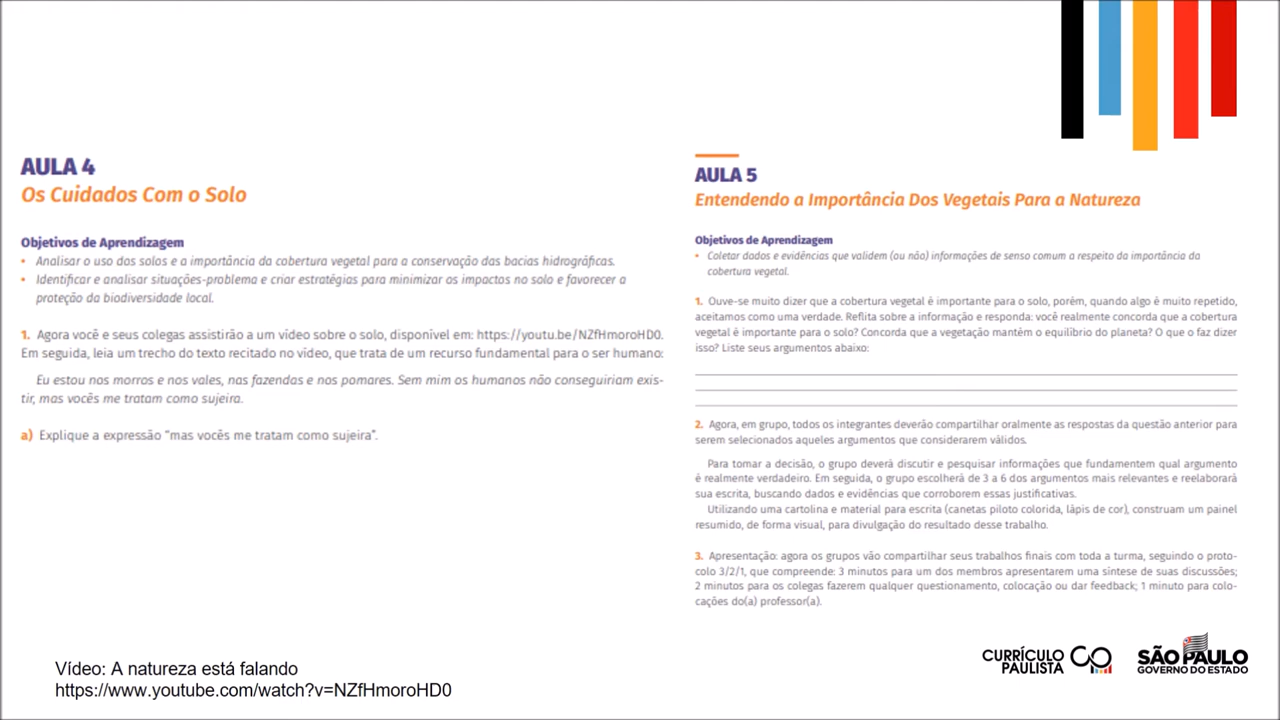 AULA 4
Os Cuidados Com o Solo
Objetivos de Aprendizagem
• Analisar o uso dos solos e a importância da cobertura vegetal para a conservação das bacias hidrográficas.
• Identificar e analisar situações-problema e criar estratégias para minimizar os impactos no solo e favorecer a
proteção da biodiversidade local.
1. Agora você e seus colegas assistirão a um vídeo sobre o solo, disponível em: https://youtu.be/NZfHmoroHD0.
Em seguida, leia um trecho do texto recitado no vídeo, que trata de um recurso fundamental para o ser humano:
Eu estou nos morros e nos vales, nas fazendas e nos pomares. Sem mim os humanos não conseguiriam exis-
tir, mas vocês me tratam como sujeira.
a) Explique a expressão “mas vocês me tratam como sujeira”.
AULA 5
Entendendo a Importância Dos Vegetais Para a Natureza
Objetivos de Aprendizagem
• Coletar dados e evidências que validem (ou não) informações de senso comum a respeito da importância da
cobertura vegetal.
1. Ouve-se muito dizer que a cobertura vegetal é importante para o solo, porém, quando algo é muito repetido,
aceitamos como uma verdade. Reflita sobre a informação e responda: você realmente concorda que a cobertura
vegetal é importante para o solo? Concorda que a vegetação mantém o equilíbrio do planeta? O que o faz dizer
isso? Liste seus argumentos abaixo:
2. Agora, em grupo, todos os integrantes deverão compartilhar oralmente as respostas da questão anterior para
serem selecionados aqueles argumentos que considerarem válidos.
Para tomar a decisão, o grupo deverá discutir e pesquisar informações que fundamentem qual argumento
é realmente verdadeiro. Em seguida, o grupo escolherá de 3 a 6 dos argumentos mais relevantes e reelaborará
sua escrita, buscando dados e evidências que corroborem essas justificativas.
Utilizando uma cartolina e material para escrita (canetas piloto colorida, lápis de cor), construam um painel
resumido, de forma visual, para divulgação do resultado desse trabalho.
3. Apresentação: agora os grupos vão compartilhar seus trabalhos finais com toda a turma, seguindo o proto-
colo 3/2/1, que compreende: 3 minutos para um dos membros apresentarem uma síntese de suas discussões;
2 minutos para os colegas fazerem qualquer questionamento, colocação ou dar feedback; 1 minuto para colo-
cações do(a) professor(a).
Vídeo: A natureza está falando
https://www.youtube.com/watch?v=NZfHmoroHD0
CURRÍCULO
PAULISTA
SÃO PAULO
GOVERNO DO ESTADO